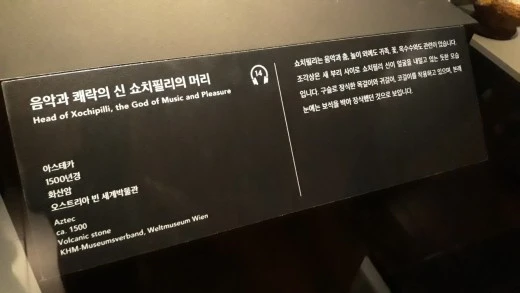 음악과 쾌락의 신 쇼치필리의 머리
Head of Xochipilli, the God of Music and Pleasure
14
아스테카
1500년경
화산암
오스트리아 빈 세계박물관
Aztec
ca. 1500
Volcanic stone
KHM-Museumsverband, Weltmuseum Wien
쇼치필리는 음악과 춤, 놀이 외에도 귀족, 꽃, 옥수수와도 관련이 있습니다.
조각상은 새 부리 사이로 쇼치필리 신이 얼굴을 내밀고 있는 듯한 모습
입니다. 구슬로 장식한 목걸이와 귀걸이, 코걸이를 착용하고 있으며, 본래
눈에는 보석을 박아 장식했던 것으로 보입니다.